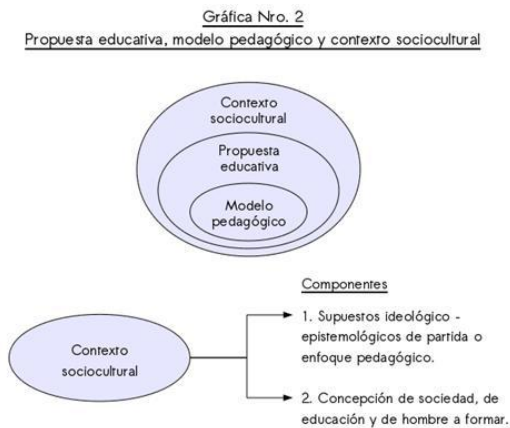 Gráfica Nro. 2
Propuesta educativa, modelo pedagógico y contexto sociocultural
Contexto
sociocultural
Propuesta
educativa
Modelo
pedagógico
Componentes
1. Supuestos ideológico -
epistemológicos de partida o
enfoque pedagógico.
Contexto
sociocultural
2. Concepción de sociedad, de
educación y de hombre a formar.